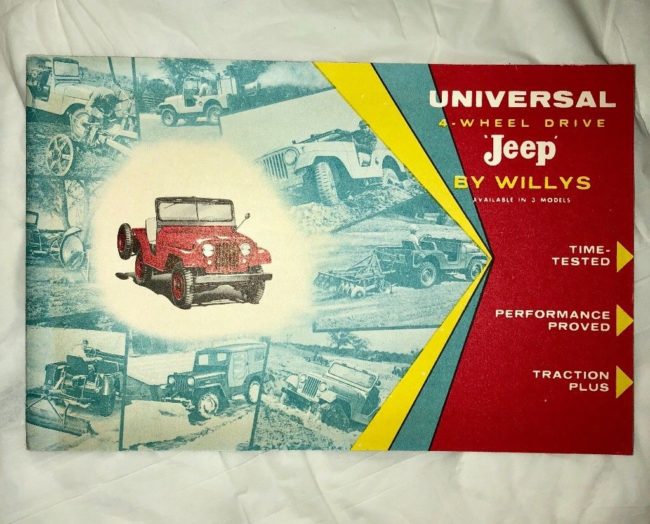 UNIVERSAL
4-WHEEL DRIVE
'Jeep'
BY WILLYS
AVAILABLE IN 3 MODELS
TIME-
TESTED
PERFORMANCE
PROVED
TRACTION
PLUS